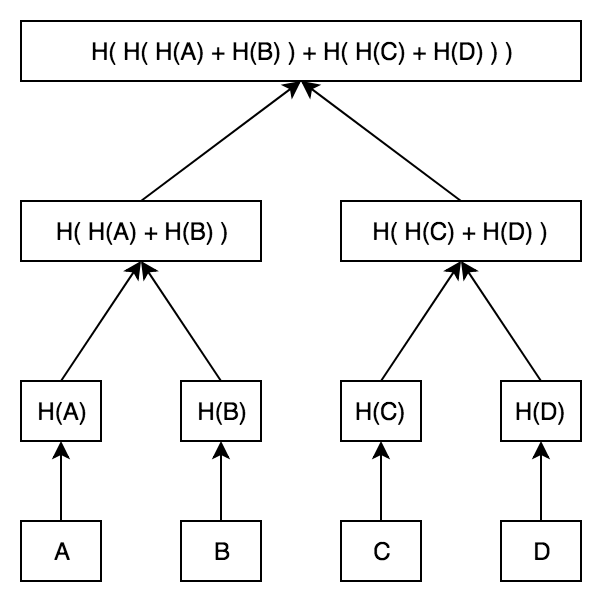 H( H( H(A) + H(B) ) + H( H(C) + H(D) ) )
H( H(A) + H(B) )
H( H(C) + H(D) )
H(A)
H(B)
H(C)
H(D)
A
B
C
D